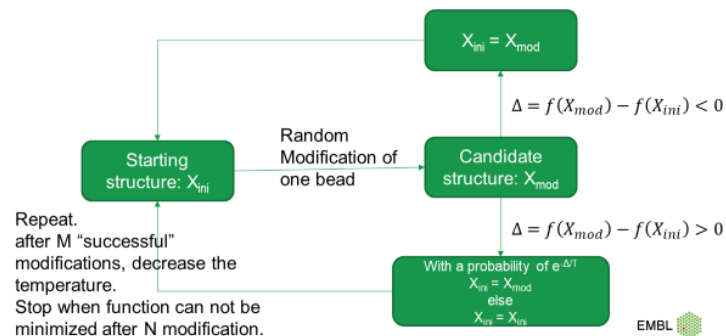 X_ini = X_mod
Δ = f(X_mod) − f(X_ini) < 0
Random
Modification of
one bead
Starting
structure: X_ini
Candidate
structure: X_mod
Repeat.
after M “successful”
modifications, decrease the
temperature.
Stop when function can not be
minimized after N modification.
Δ = f(X_mod) − f(X_ini) > 0
With a probability of e^-Δ/T
X_ini = X_mod
else
X_ini = X_ini
EMBL